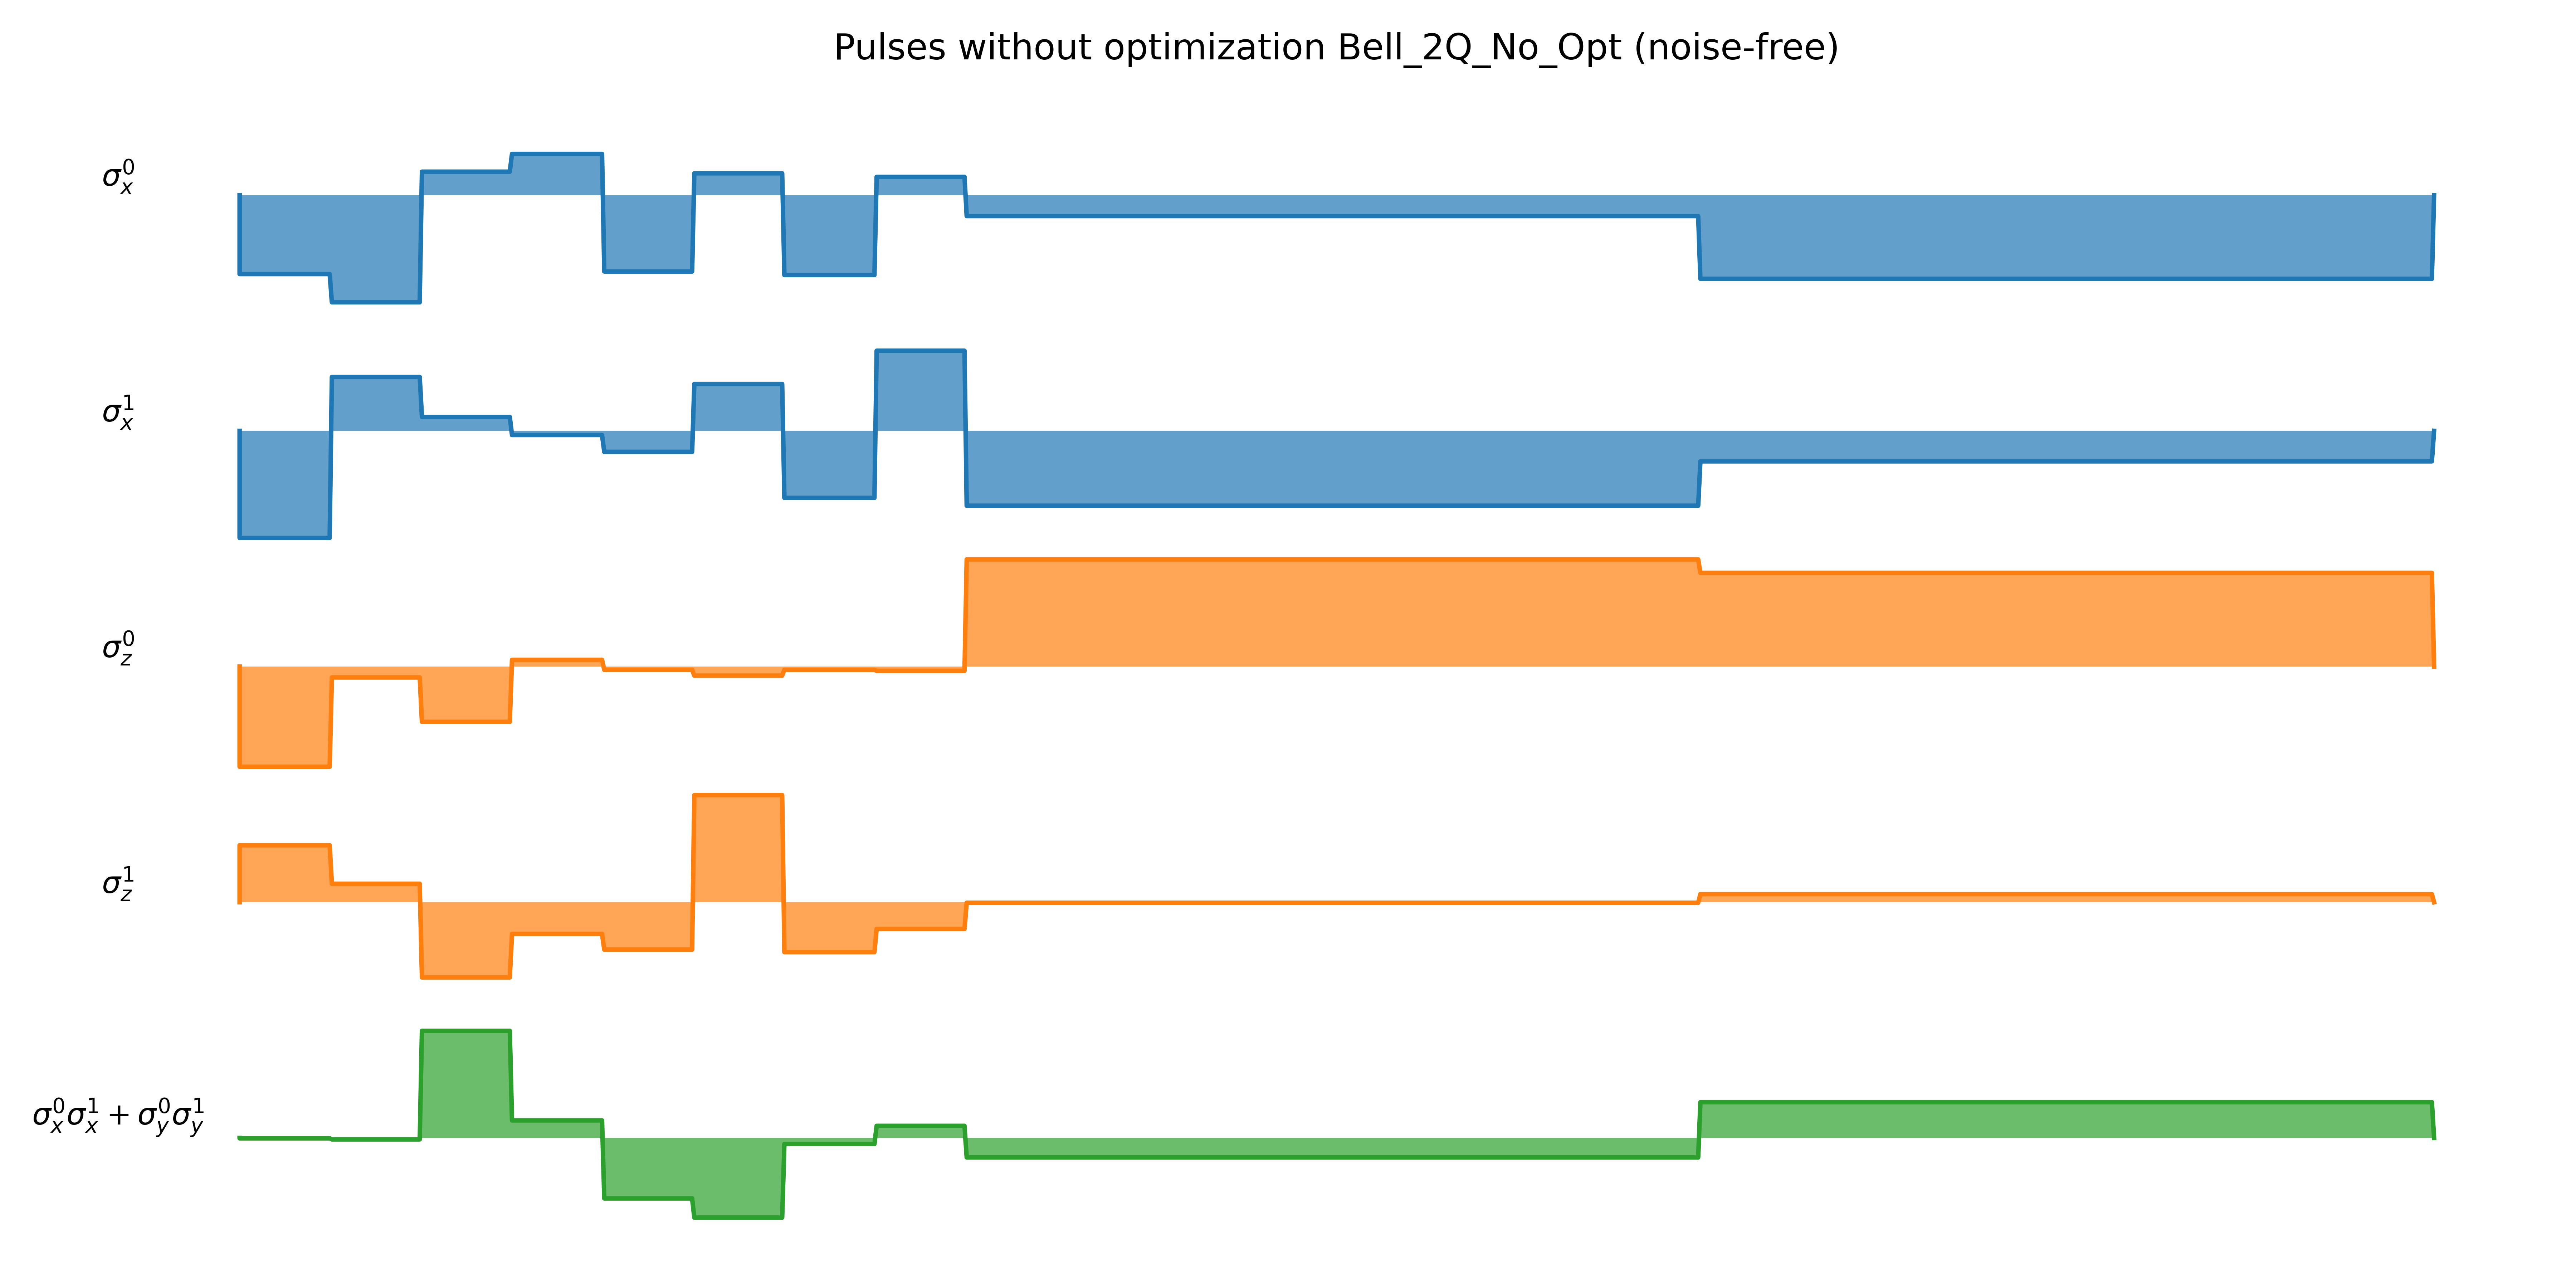 Pulses without optimization Bell_2Q_No_Opt (noise-free)
σ_x^0
σ_x^1
σ_z^0
σ_z^1
σ_x^0σ_x^1 + σ_y^0σ_y^1